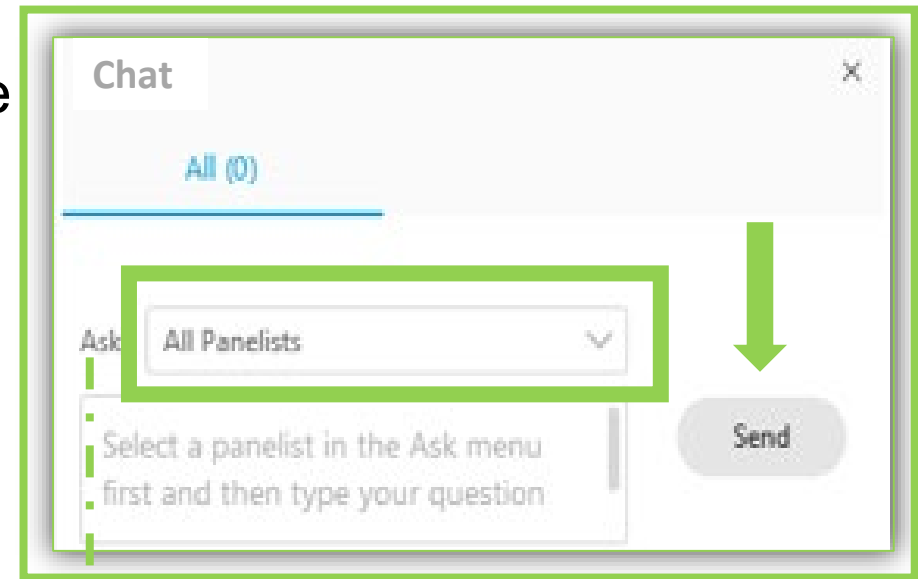 e
Chat
All (0)
Ask All Panelists
Select a panelist in the Ask menu
first and then type your question
Send